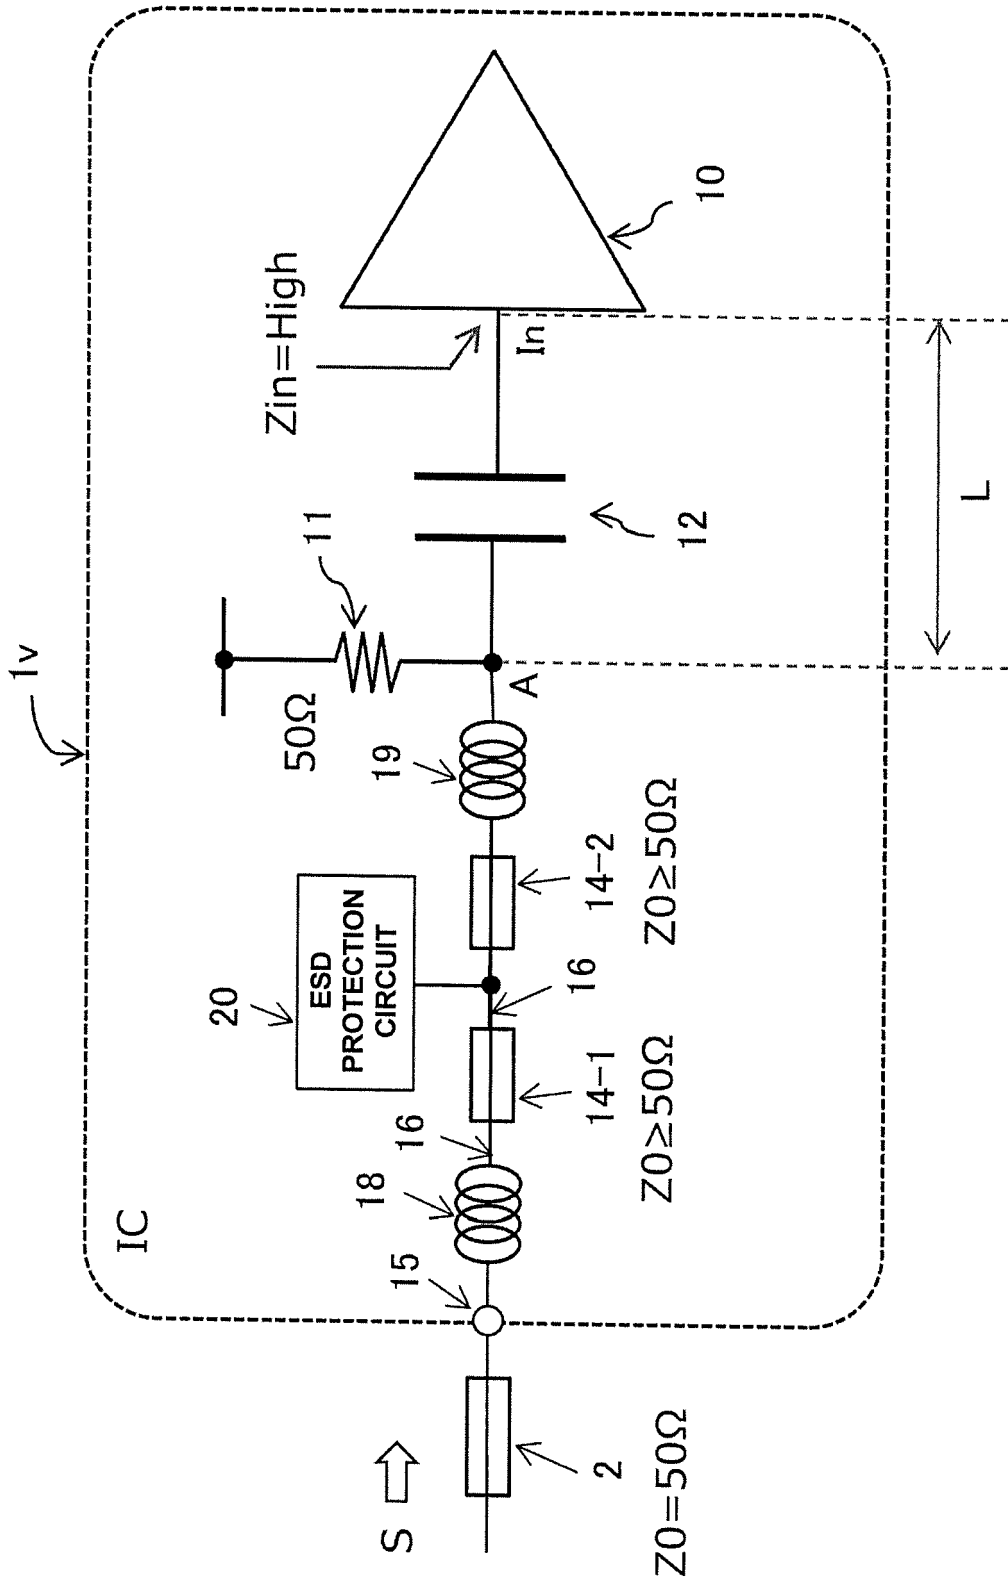 1v
IC
S
2
Z0=50Ω
15
18
16
14-1
Z0≥50Ω
20
ESD
PROTECTION
CIRCUIT
16
14-2
Z0≥50Ω
19
A
50Ω
11
12
Zin=High
In
10
L